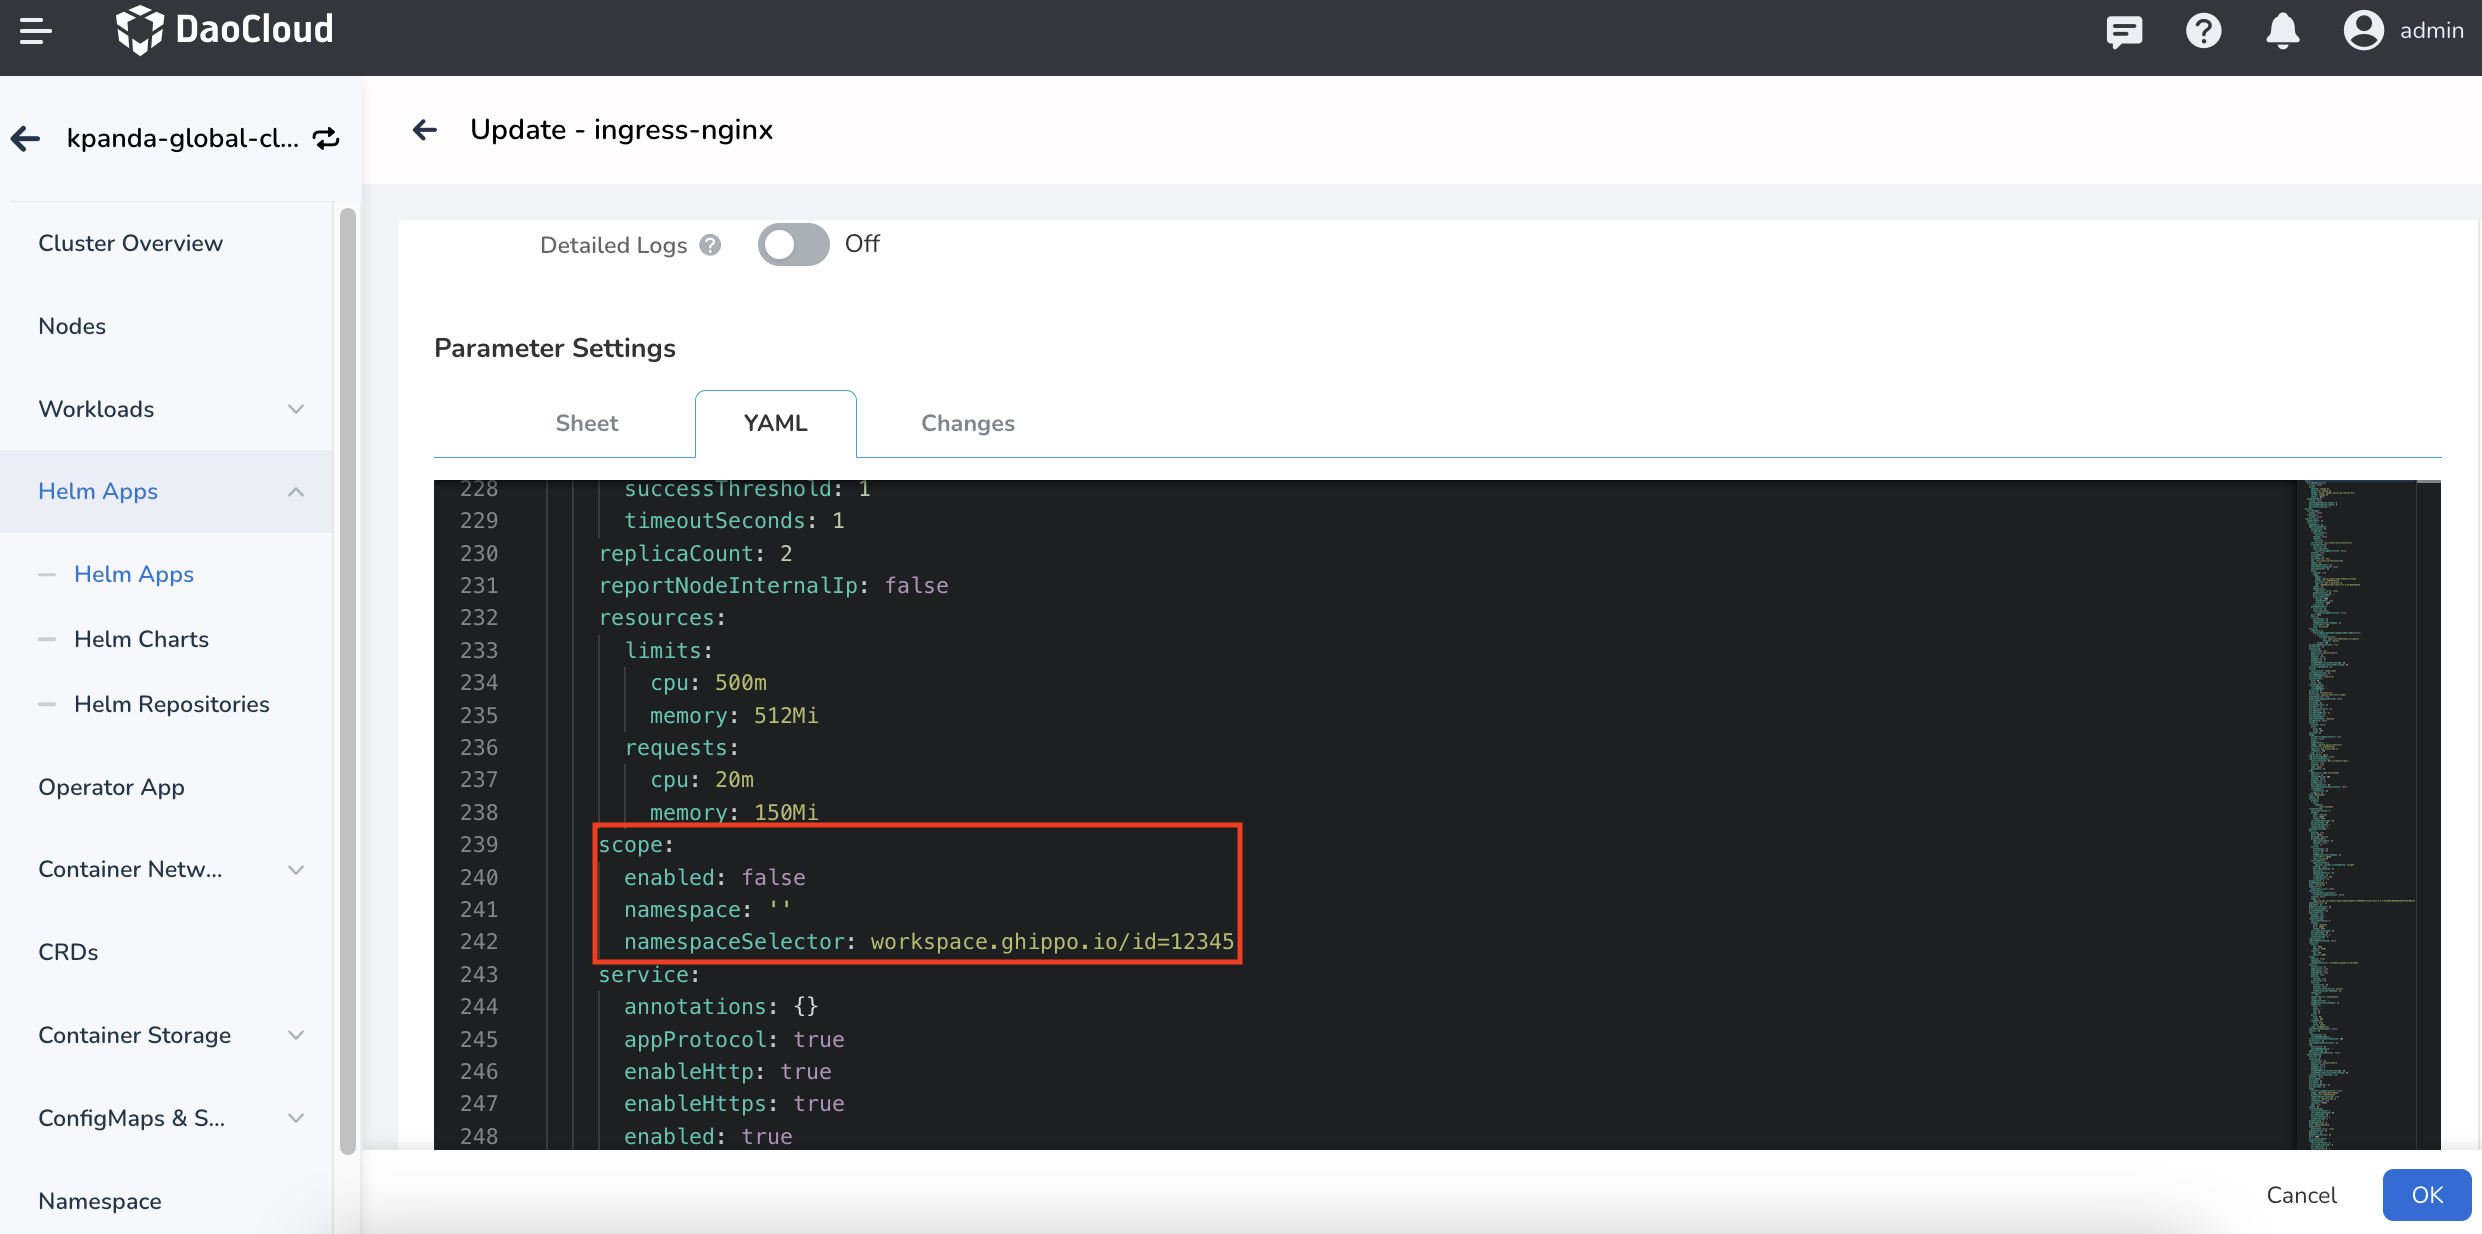 DaoCloud
admin
kpanda-global-cl...
Cluster Overview
Nodes
Workloads
Helm Apps
Helm Apps
Helm Charts
Helm Repositories
Operator App
Container Netw...
CRDs
Container Storage
ConfigMaps & S...
Namespace
Update - ingress-nginx
Detailed Logs ? Off
Parameter Settings
Sheet YAML Changes
228 successThreshold: 1
229 timeoutSeconds: 1
230 replicaCount: 2
231 reportNodeInternalIp: false
232 resources:
233 limits:
234 cpu: 500m
235 memory: 512Mi
236 requests:
237 cpu: 20m
238 memory: 150Mi
239 scope:
240 enabled: false
241 namespace: ''
242 namespaceSelector: workspace.ghippo.io/id=12345
243 service:
244 annotations: {}
245 appProtocol: true
246 enableHttp: true
247 enableHttps: true
248 enabled: true
Cancel OK